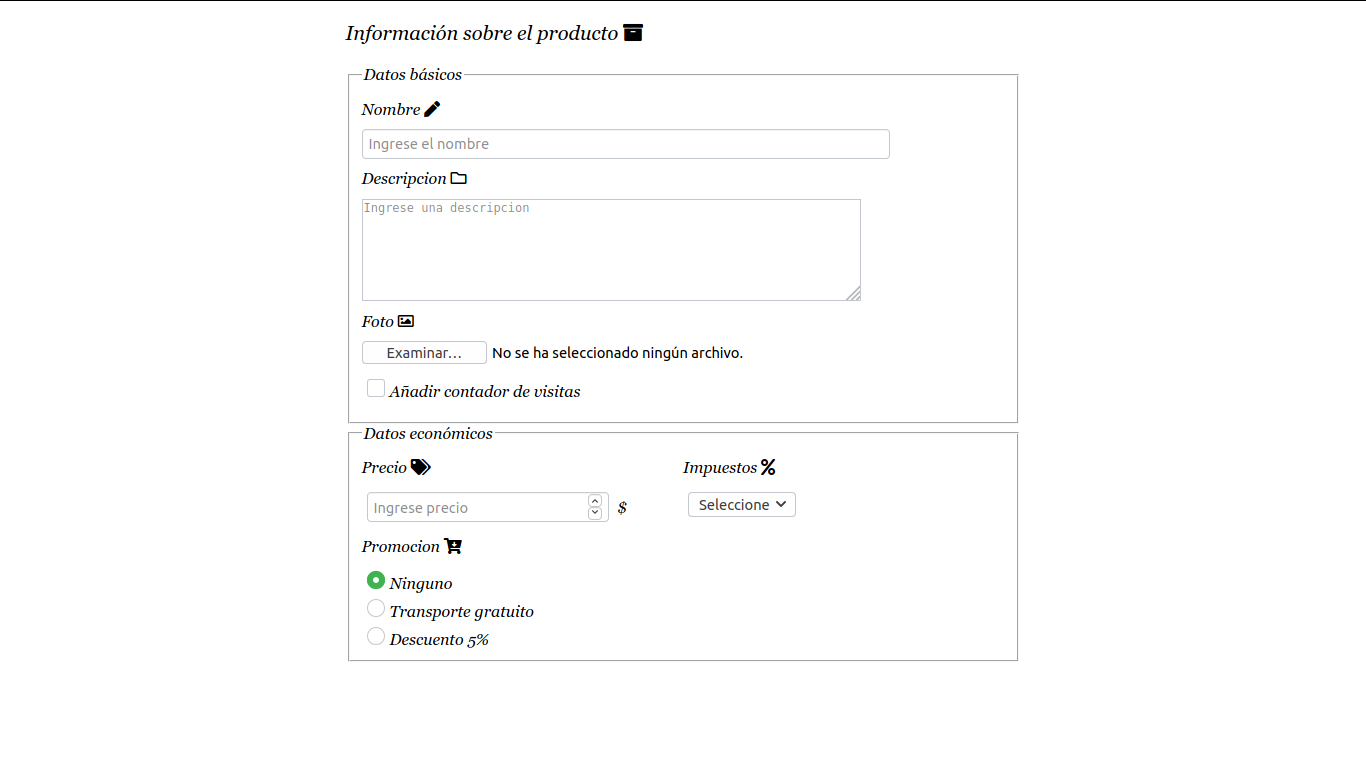 Información sobre el producto
Datos básicos
Nombre
Ingrese el nombre
Descripcion
Ingrese una descripcion
Foto
Examinar... No se ha seleccionado ningún archivo.
Añadir contador de visitas
Datos económicos
Precio Impuestos %
Ingrese precio $ Seleccione
Promocion
Ninguno
Transporte gratuito
Descuento 5%